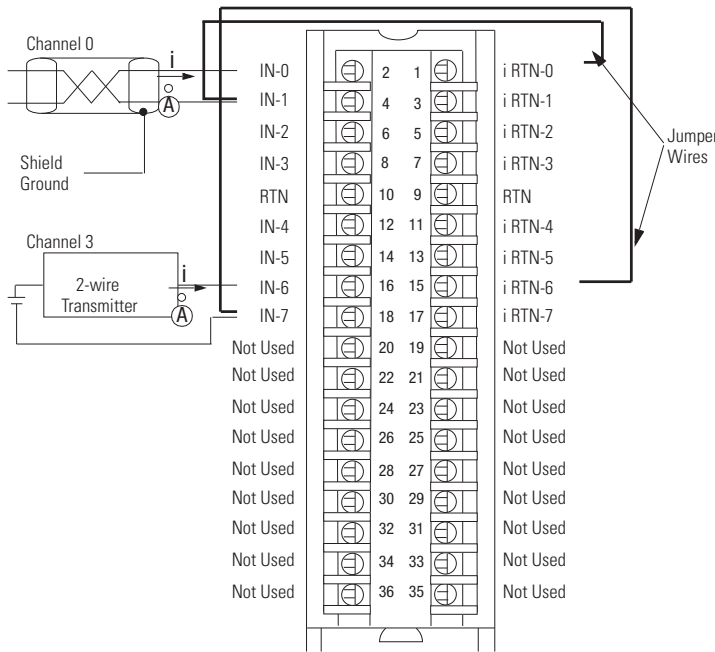 Channel 0
i
A
Shield
Ground
Channel 3
i
2-wire
Transmitter
A
IN-0 2 1 i RTN-0
IN-1 4 3 i RTN-1
IN-2 6 5 i RTN-2
IN-3 8 7 i RTN-3
RTN 10 9 RTN
IN-4 12 11 i RTN-4
IN-5 14 13 i RTN-5
IN-6 16 15 i RTN-6
IN-7 18 17 i RTN-7
Not Used 20 19 Not Used
Not Used 22 21 Not Used
Not Used 24 23 Not Used
Not Used 26 25 Not Used
Not Used 28 27 Not Used
Not Used 30 29 Not Used
Not Used 32 31 Not Used
Not Used 34 33 Not Used
Not Used 36 35 Not Used
Jumper
Wires